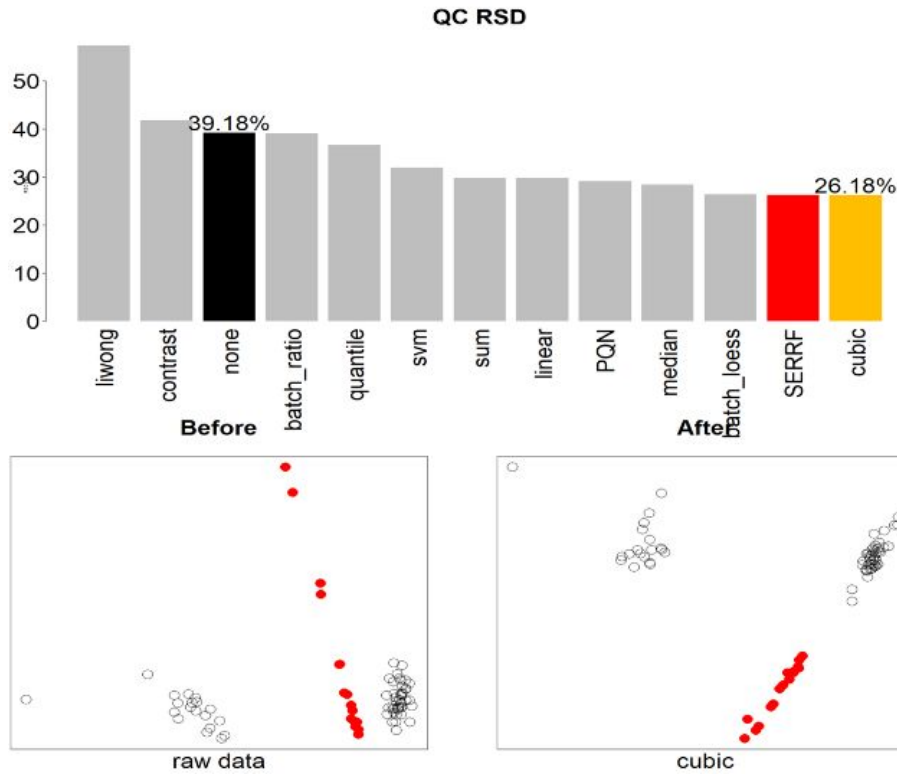 QC RSD
50
40
30
20
10
0
39.18%
26.18%
liwong
contrast
none
batch_ratio
quantile
svm
sum
linear
PQN
median
batch_loess
SERRF
cubic
Before
After
raw data
cubic